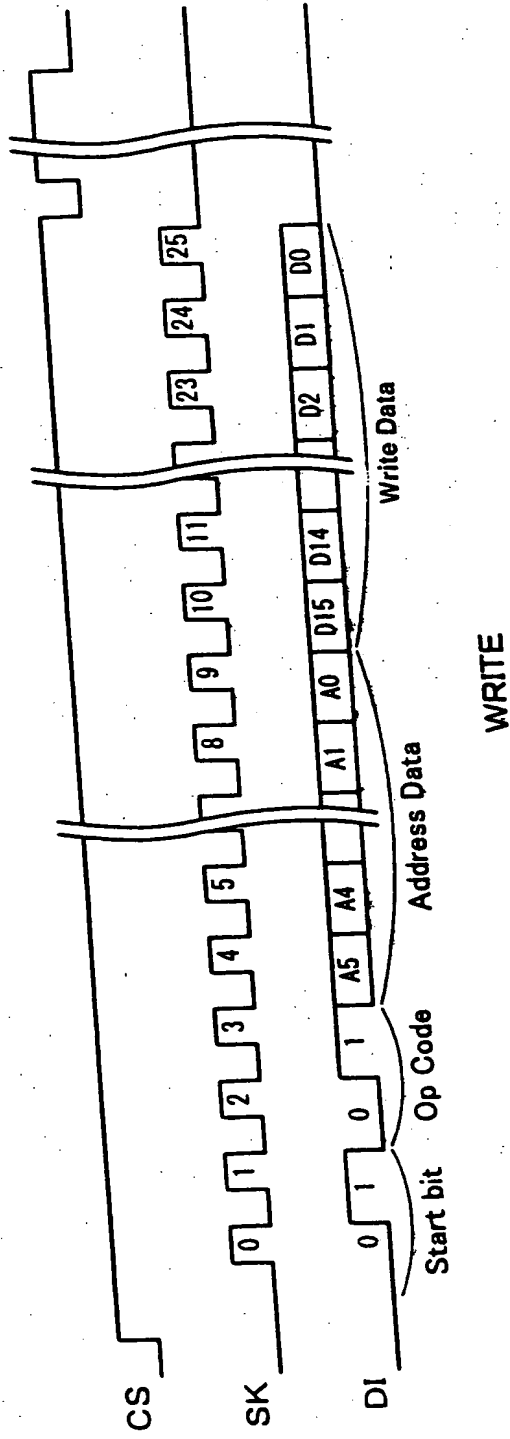 CS
SK 0 1 2 3 4 5 8 9 10 11 23 24 25
DI 0 1 0 1 A5 A4 A1 A0 D15 D14 D2 D1 D0
Start bit Op Code Address Data Write Data
WRITE